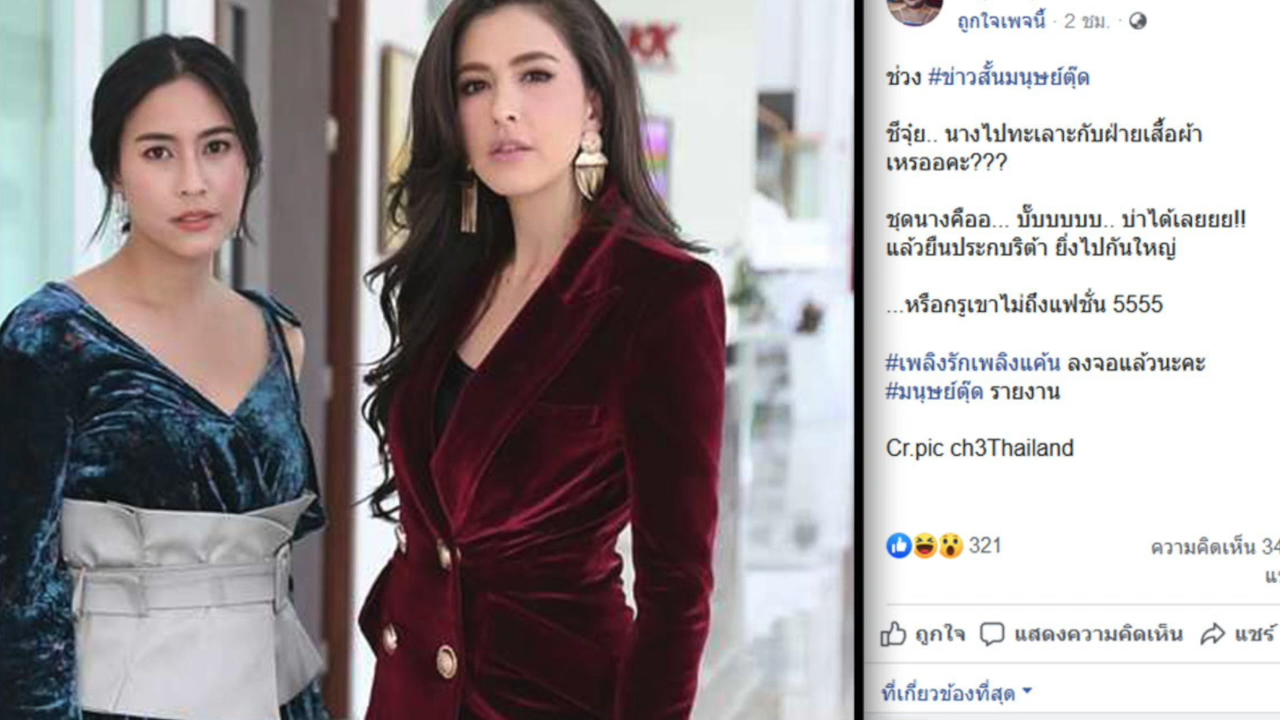 KK
ถูกใจเพจนี้ · 2 ชม. ·
ช่วง #ข่าวสั้นมนุษย์ตุ๊ด
ชีจุ๋ย.. นางไปทะเลาะกับฝ่ายเสื้อผ้า
เหรออคะ???
ชุดนางคืออ... บั๊บบบบบ.. บ่าได้เลยยย!!
แล้วยืนประกบริต้า ยิ่งไปกันใหญ่
...หรือกรูเขาไม่ถึงแฟชั่น 5555
#เพลิงรักเพลิงแค้น ลงจอแล้วนะคะ
#มนุษย์ตุ๊ด รายงาน
Cr.pic ch3Thailand
321
ความคิดเห็น 34
ถูกใจ แสดงความคิดเห็น แชร์
ที่เกี่ยวข้องที่สุด